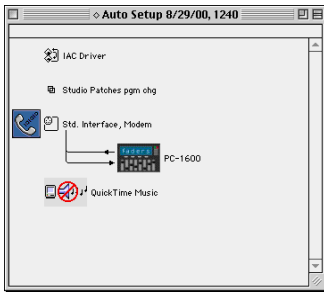 Auto Setup 8/29/00, 1240
IAC Driver
Studio Patches pgm chg
Std. Interface, Modem
faders
PC-1600
QuickTime Music